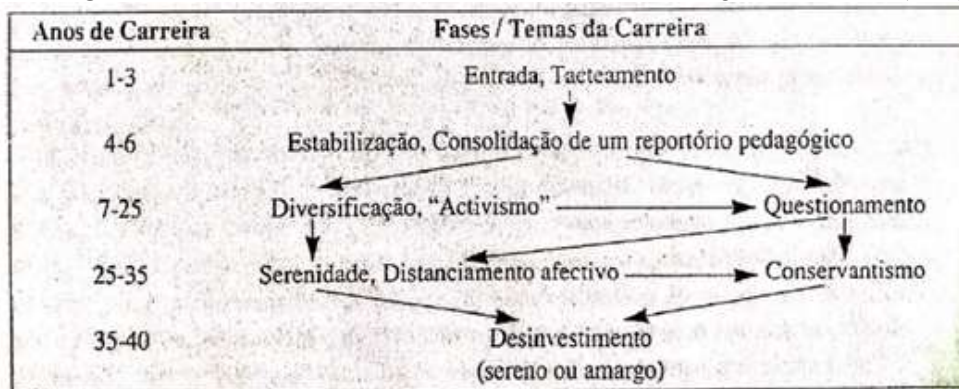 Anos de Carreira Fases / Temas da Carreira
1-3 Entrada, Tacteamento
4-6 Estabilização, Consolidação de um reportório pedagógico
7-25 Diversificação, "Activismo" Questionamento
25-35 Serenidade, Distanciamento afectivo Conservantismo
35-40 Desinvestimento
(sereno ou amargo)